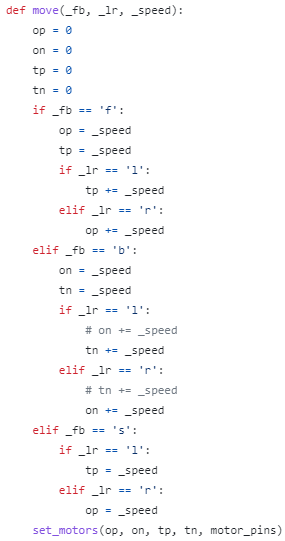 def move(_fb, _lr, _speed):
    op = 0
    on = 0
    tp = 0
    tn = 0
    if _fb == 'f':
        op = _speed
        tp = _speed
        if _lr == 'l':
            tp += _speed
        elif _lr == 'r':
            op += _speed
    elif _fb == 'b':
        on = _speed
        tn = _speed
        if _lr == 'l':
            # on += _speed
            tn += _speed
        elif _lr == 'r':
            # tn += _speed
            on += _speed
    elif _fb == 's':
        if _lr == 'l':
            tp = _speed
        elif _lr == 'r':
            op = _speed
    set_motors(op, on, tp, tn, motor_pins)